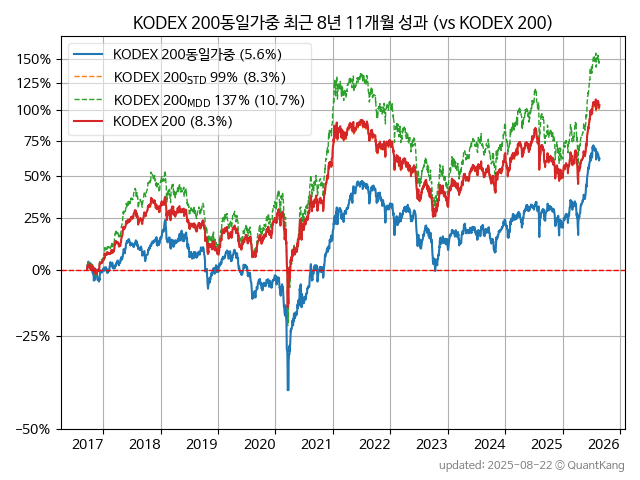 KODEX 200동일가중 최근 8년 11개월 성과 (vs KODEX 200)
KODEX 200동일가중 (5.6%)
KODEX 200STD 99% (8.3%)
KODEX 200MDD 137% (10.7%)
KODEX 200 (8.3%)
150%
125%
100%
75%
50%
25%
0%
−25%
−50%
2017 2018 2019 2020 2021 2022 2023 2024 2025 2026
updated: 2025-08-22 © QuantKang